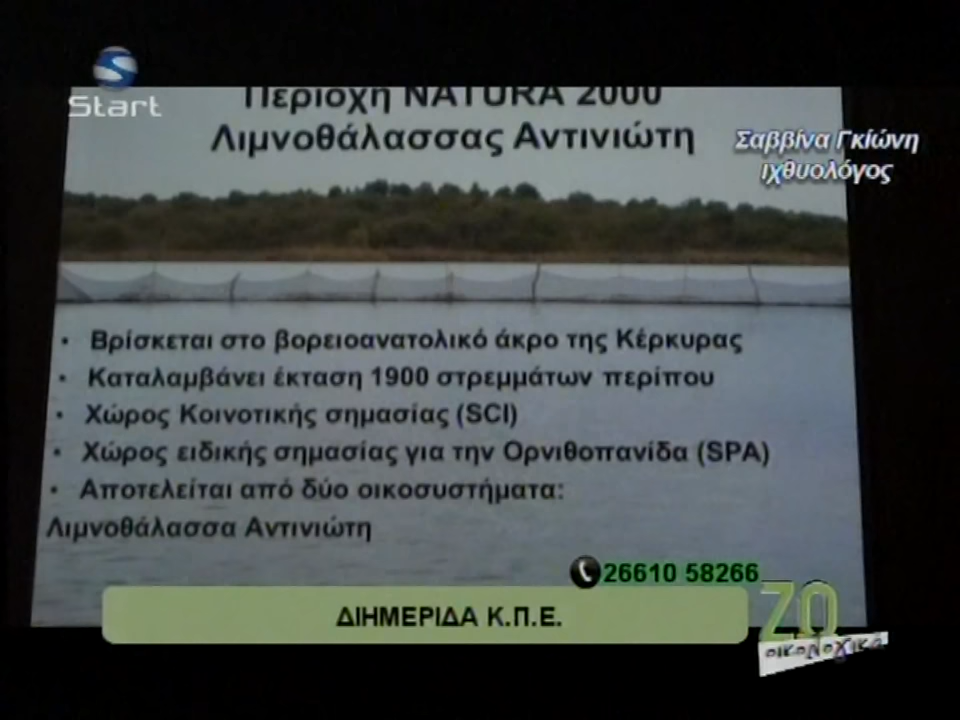 Start
Περιοχή NATURA 2000
Λιμνοθάλασσας Αντινιώτη
Σαββίνα Γκίώνη
ιχθυολόγος
• Βρίσκεται στο βορειοανατολικό άκρο της Κέρκυρας
• Καταλαμβάνει έκταση 1900 στρεμμάτων περίπου
• Χώρος Κοινοτικής σημασίας (SCI)
• Χώρος ειδικής σημασίας για την Ορνιθοπανίδα (SPA)
• Αποτελείται από δύο οικοσυστήματα:
Λιμνοθάλασσα Αντινιώτη
26610 58266
ΔΙΗΜΕΡΙΔΑ Κ.Π.Ε.
ΖΩ
οικολογικά